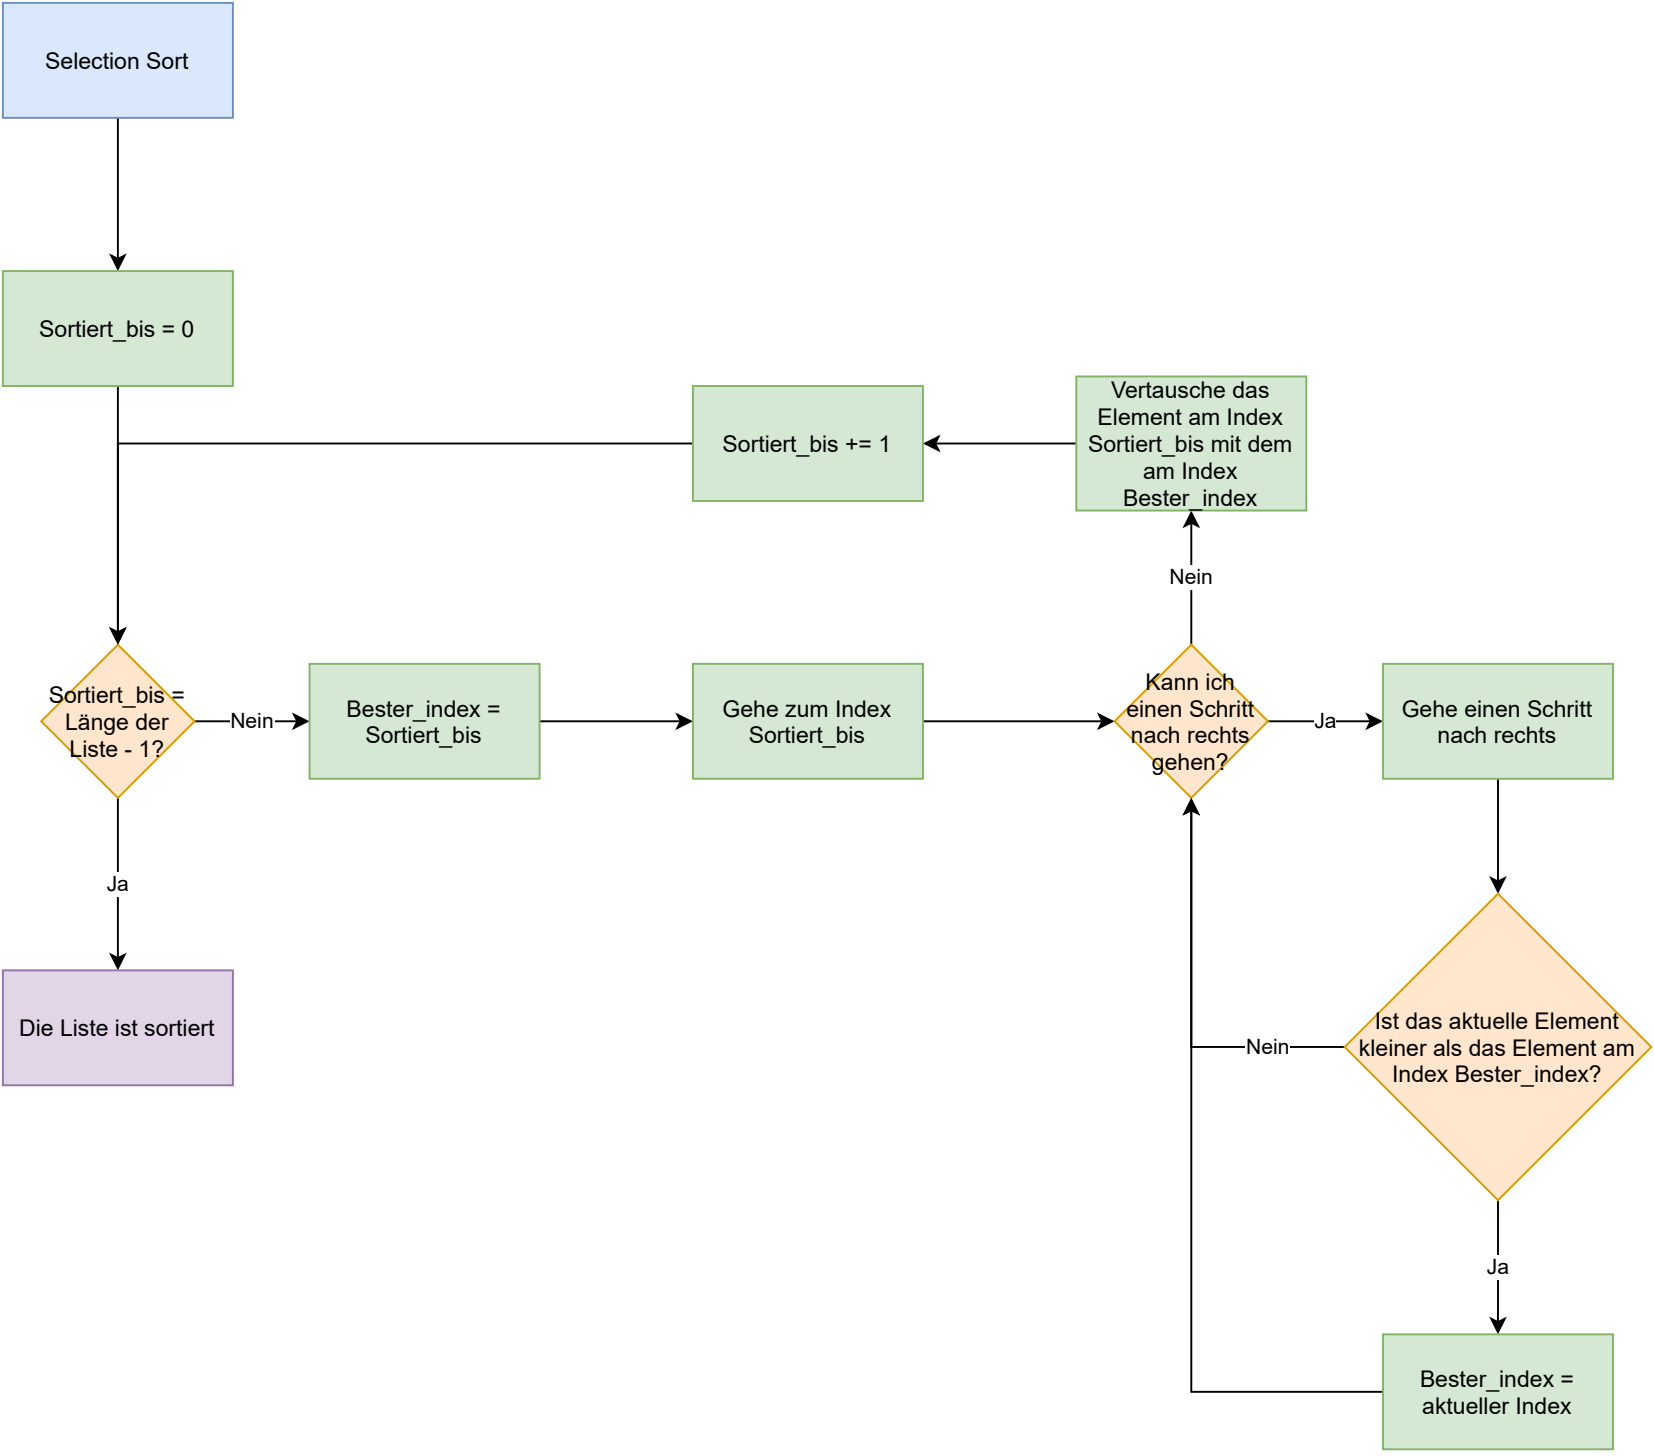 Selection Sort
Sortiert_bis = 0
Vertausche das
Element am Index
Sortiert_bis mit dem
am Index
Bester_index
Sortiert_bis += 1
Nein
Sortiert_bis =
Länge der
Liste - 1?
Nein
Bester_index =
Sortiert_bis
Gehe zum Index
Sortiert_bis
Kann ich
einen Schritt
nach rechts
gehen?
Ja
Gehe einen Schritt
nach rechts
Ja
Die Liste ist sortiert
Ist das aktuelle Element
kleiner als das Element am
Index Bester_index?
Nein
Ja
Bester_index =
aktueller Index